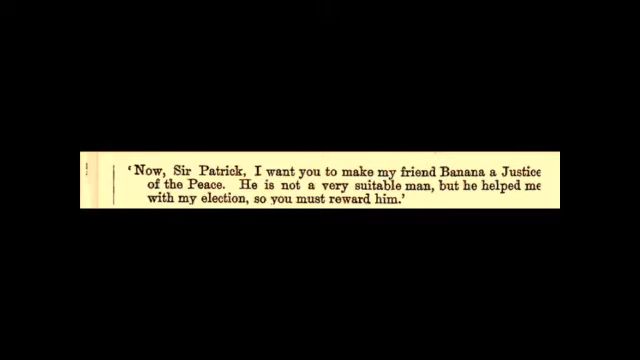 ‘Now, Sir Patrick, I want you to make my friend Banana a Justice
of the Peace. He is not a very suitable man, but he helped me
with my election, so you must reward him.’